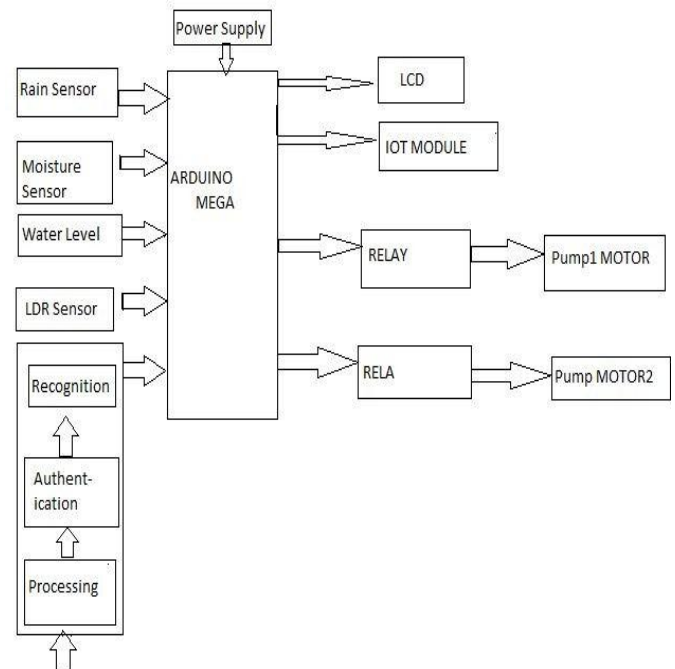 Power Supply
Rain Sensor
LCD
IOT MODULE
Moisture
Sensor
ARDUINO
MEGA
Water Level
RELAY
Pump1 MOTOR
LDR Sensor
RELA
Pump MOTOR2
Recognition
Authent-
ication
Processing